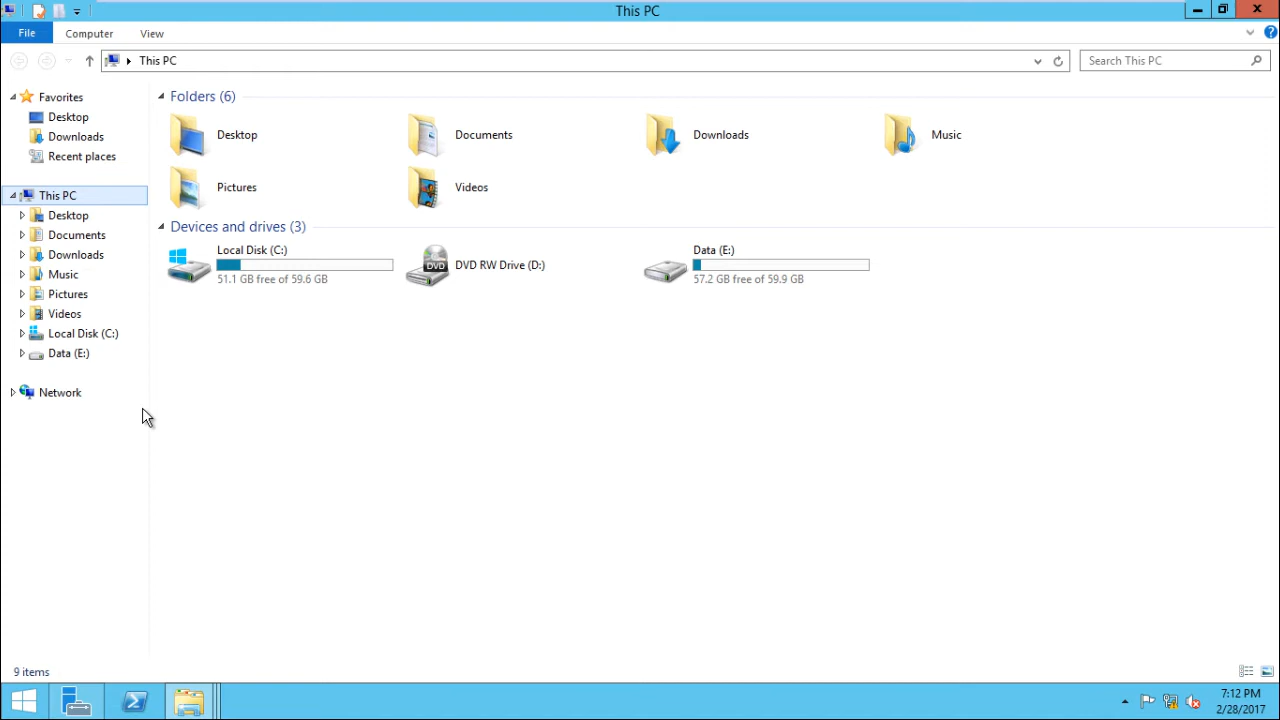 This PC
File
Computer
View
This PC
Search This PC
Favorites
Desktop
Downloads
Recent places
This PC
Desktop
Documents
Downloads
Music
Pictures
Videos
Local Disk (C:)
Data (E:)
Network
Folders (6)
Desktop
Documents
Downloads
Music
Pictures
Videos
Devices and drives (3)
Local Disk (C:)
51.1 GB free of 59.6 GB
DVD
DVD RW Drive (D:)
Data (E:)
57.2 GB free of 59.9 GB
9 items
7:12 PM
2/28/2017